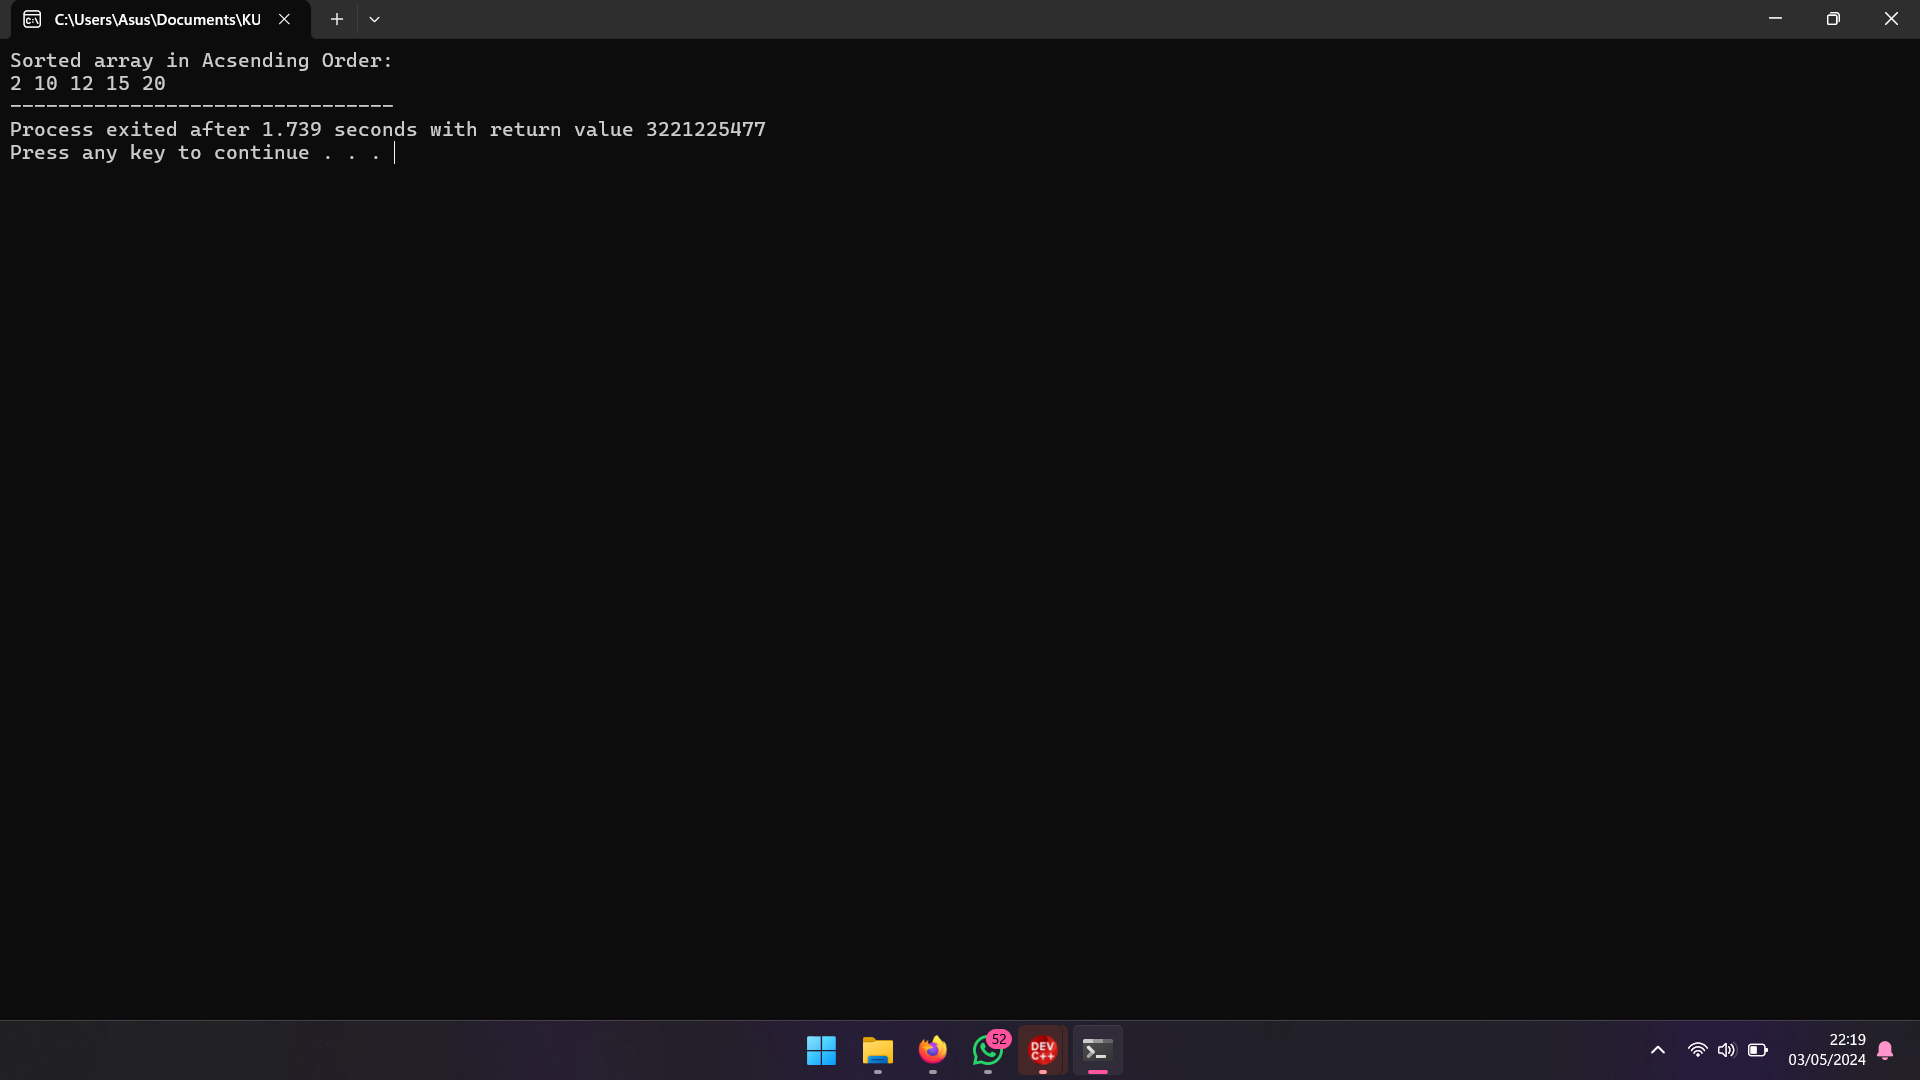 C:\Users\Asus\Documents\KU
Sorted array in Acsending Order:
2 10 12 15 20
--------------------------------
Process exited after 1.739 seconds with return value 3221225477
Press any key to continue . . .
52
DEV
C++
22:19
03/05/2024